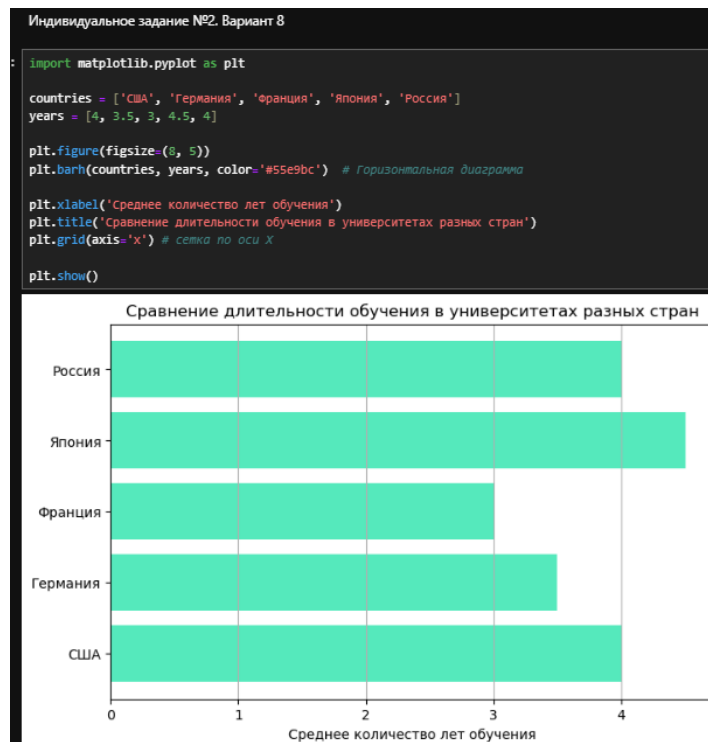 Индивидуальное задание №2. Вариант 8
:
import matplotlib.pyplot as plt
countries = ['США', 'Германия', 'Франция', 'Япония', 'Россия']
years = [4, 3.5, 3, 4.5, 4]
plt.figure(figsize=(8, 5))
plt.barh(countries, years, color='#55e9bc')  # Горизонтальная диаграмма
plt.xlabel('Среднее количество лет обучения')
plt.title('Сравнение длительности обучения в университетах разных стран')
plt.grid(axis='x') # сетка по оси X
plt.show()
Сравнение длительности обучения в университетах разных стран
Россия
Япония
Франция
Германия
США
0 1 2 3 4
Среднее количество лет обучения